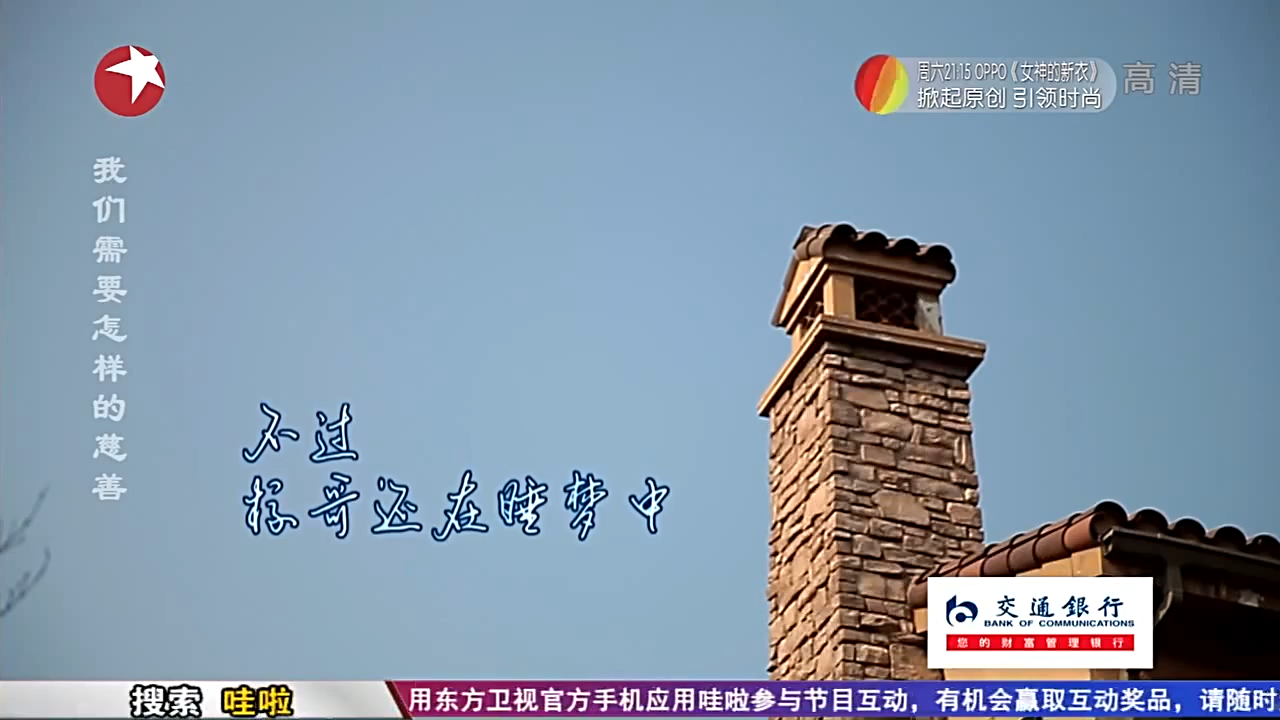 周六21:15 OPPO《女神的新衣》
掀起原创 引领时尚
高清
我们需要怎样的慈善
不过
榢哥还在睡梦中
交通銀行
BANK OF COMMUNICATIONS
您的财富管理银行
搜索 哇啦
用东方卫视官方手机应用哇啦参与节目互动，有机会赢取互动奖品，请随时